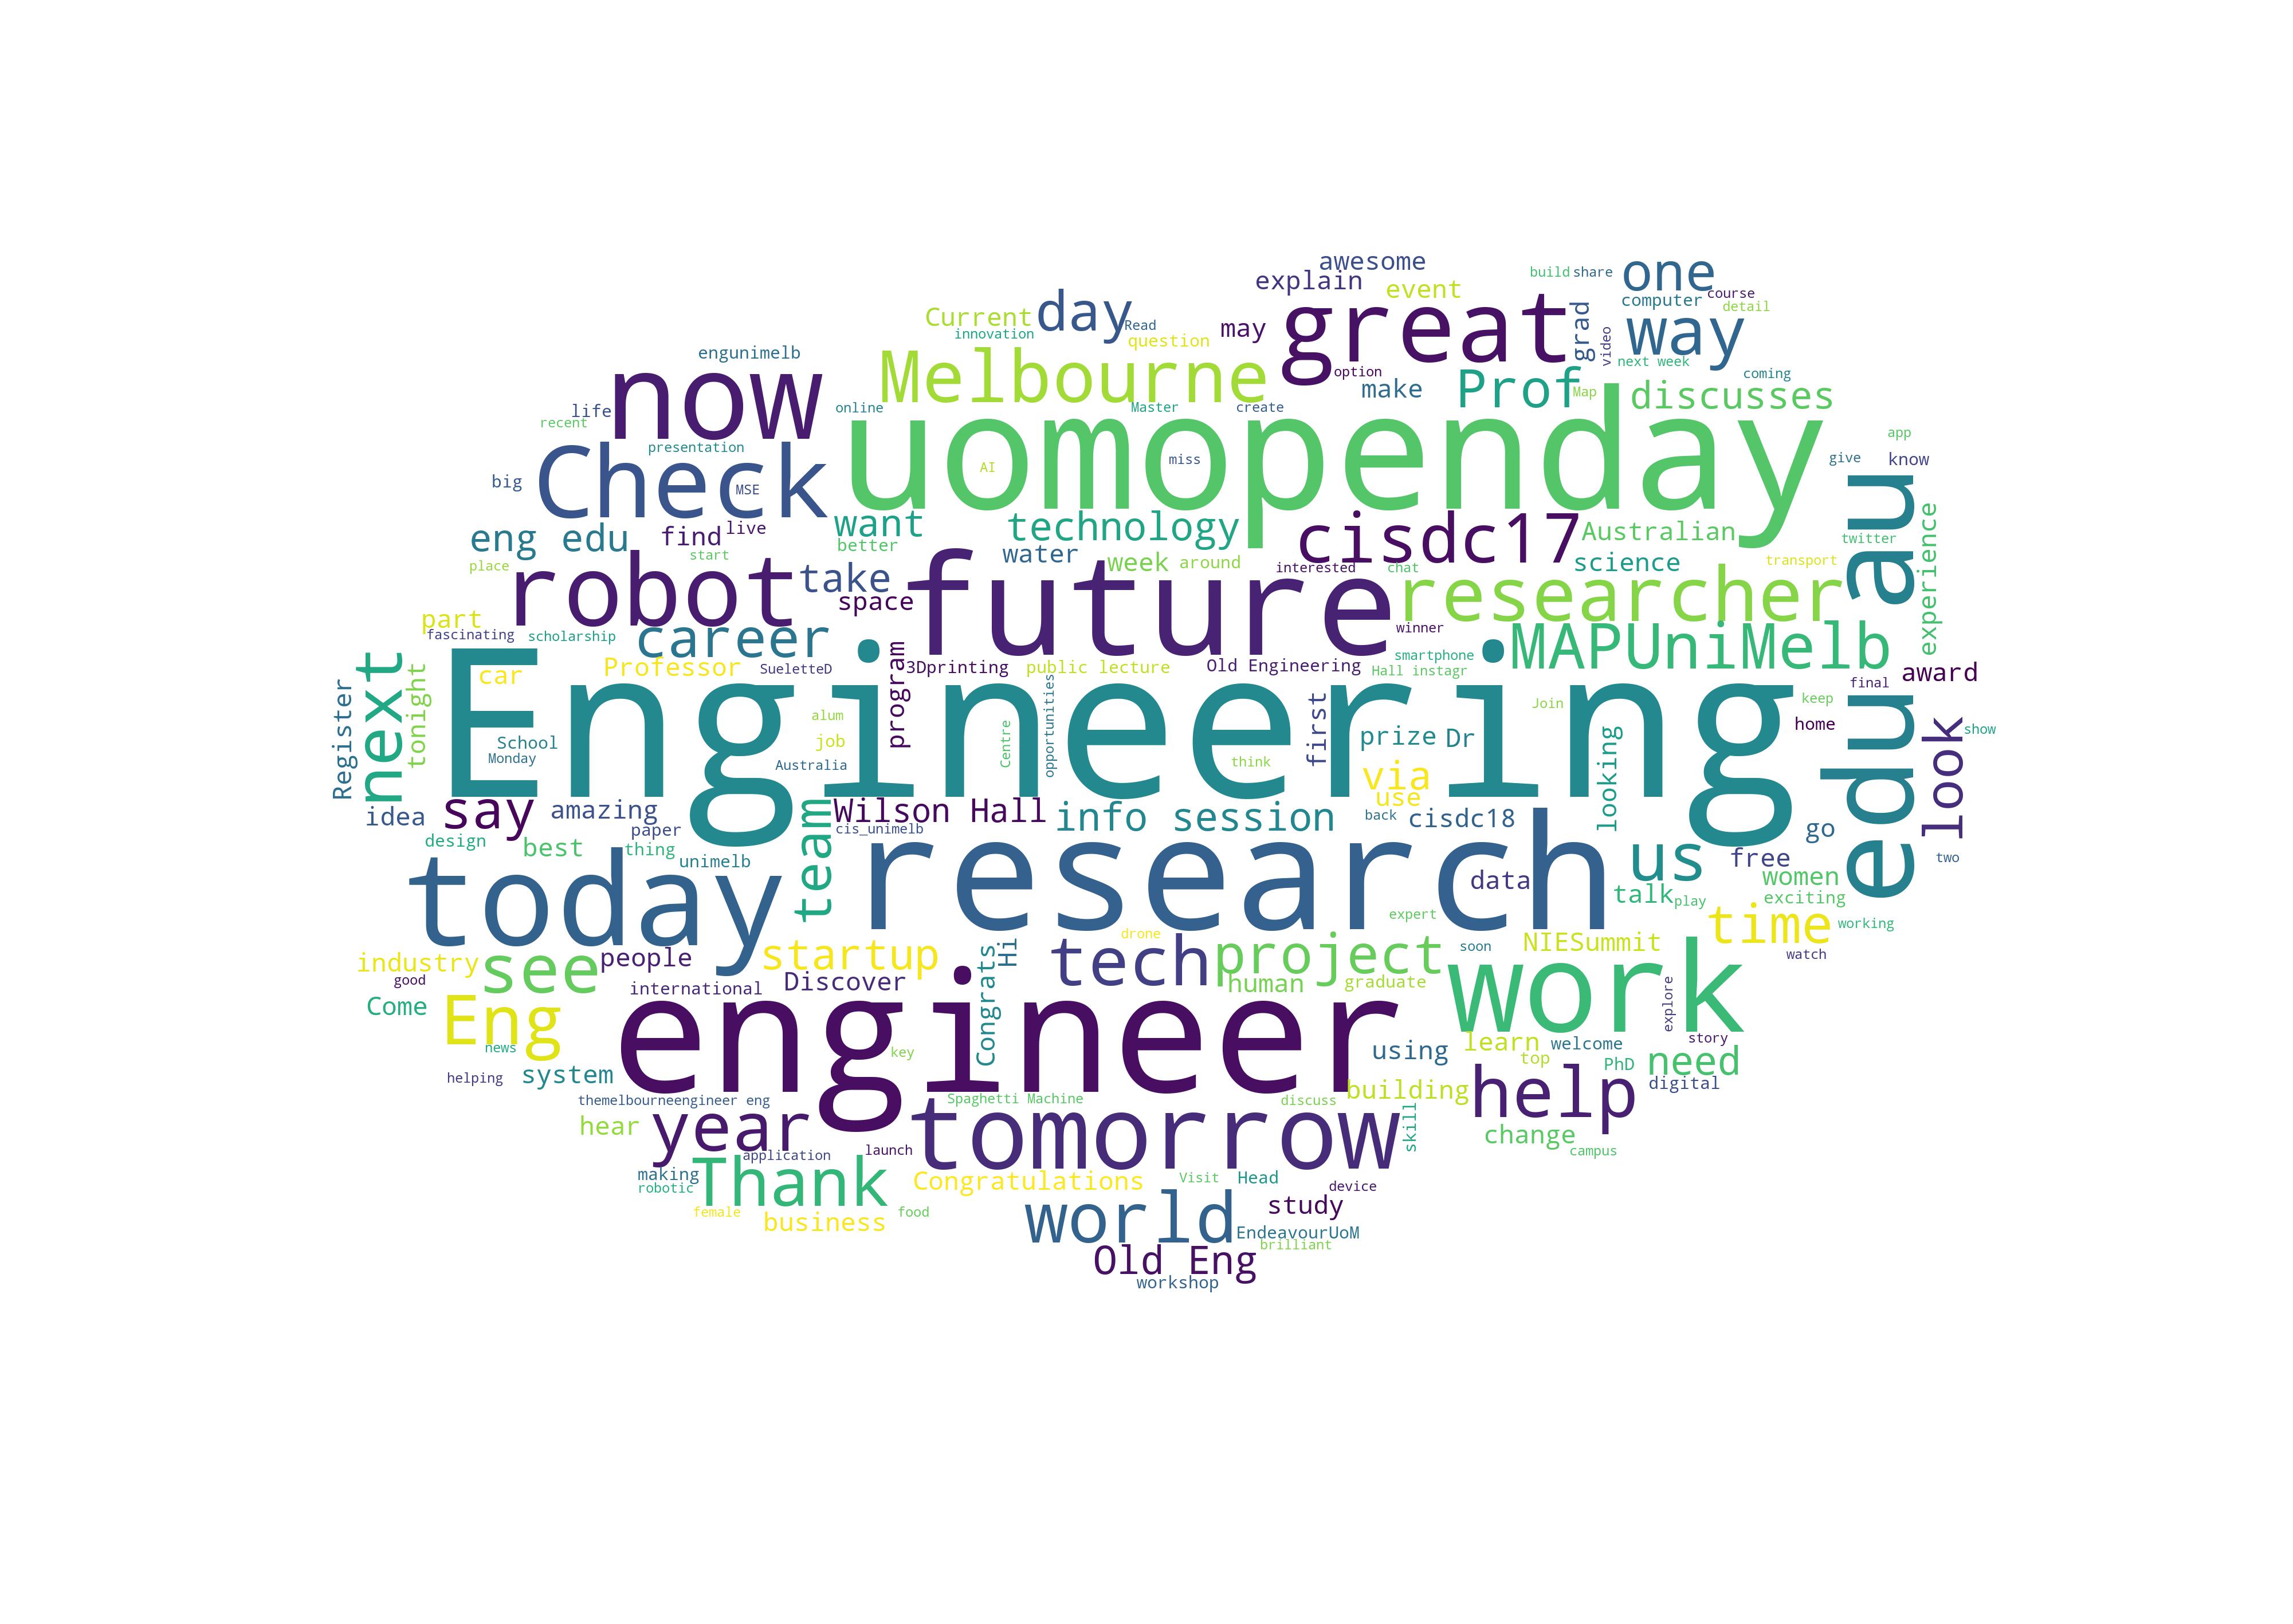 awesome
build share one
explain
event
computer course
Current day great grad way detail
innovation Read question may video
engunimelb
Melbourne option make Prof Map next week coming
now discusses
life online Master create
recent
uomopenday
presentation app
Check AI miss give know
big MSE
eng edu find live want technology cisdc17 Australian au experience
start better water week around science twitter
place interested chat transport
robot take future researcher
space
part
fascinating scholarship career winner MAPUniMelb
next tonight car Professor SueletteD program 3Dprinting public lecture Old Engineering smartphone Hall instagr award
Register final
Engineering
School Monday alum job Australia Centre opportunities think first prize Dr Join looking keep home edu look show
via
use
idea say amazing team Wilson Hall info session back cisdc18 go
design best paper thing unimelb cis_unimelb us free two
today research data women
talk play exciting
expert time working
industry see people startup Congrats Hi drone tech project soon NIESummit watch
good international Discover human graduate
Come Eng engineer work explore
news key using learn welcome story
helping system top PhD need
building help digital
themelbourneengineer eng Spaghetti Machine discuss
hear year tomorrow skill change
application launch campus
making Thank Congratulations Visit Head
robotic device
female business food world study
EndeavourUoM
Old Eng brilliant
workshop